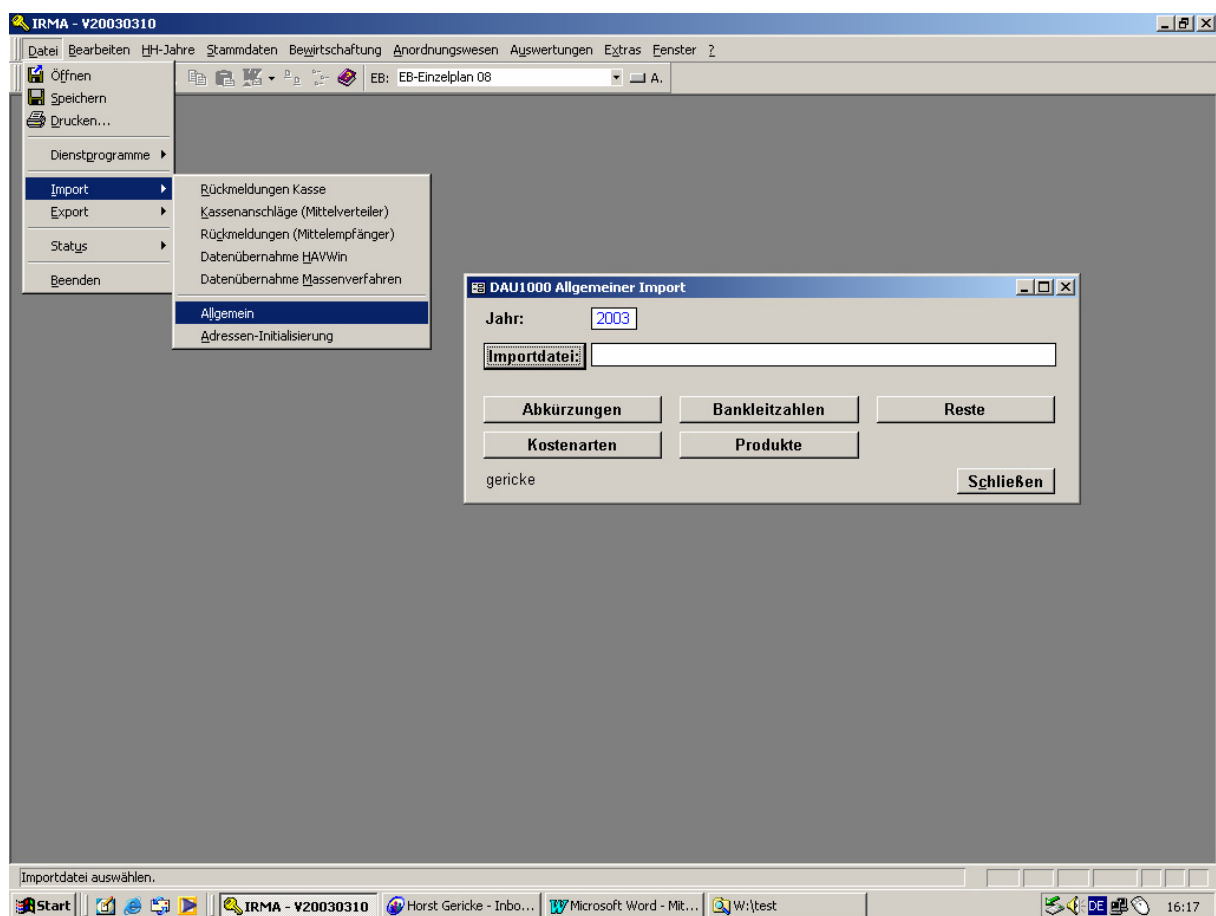 IRMA - V20030310
Datei Bearbeiten HH-Jahre Stammdaten Bewirtschaftung Anordnungswesen Auswertungen Extras Fenster ?
EB: EB-Einzelplan 08 A.
Öffnen
Speichern
Drucken...
Dienstprogramme
Import
Export
Status
Beenden
Rückmeldungen Kasse
Kassenanschläge (Mittelverteiler)
Rückmeldungen (Mittelempfänger)
Datenübernahme HAVWin
Datenübernahme Massenverfahren
Allgemein
Adressen-Initialisierung
DAU1000 Allgemeiner Import
Jahr: 2003
Importdatei:
Abkürzungen Bankleitzahlen Reste
Kostenarten Produkte
gericke Schließen
Importdatei auswählen.
Start IRMA - V20030310 Horst Gericke - Inbo... Microsoft Word - Mit... W:\test DE 16:17